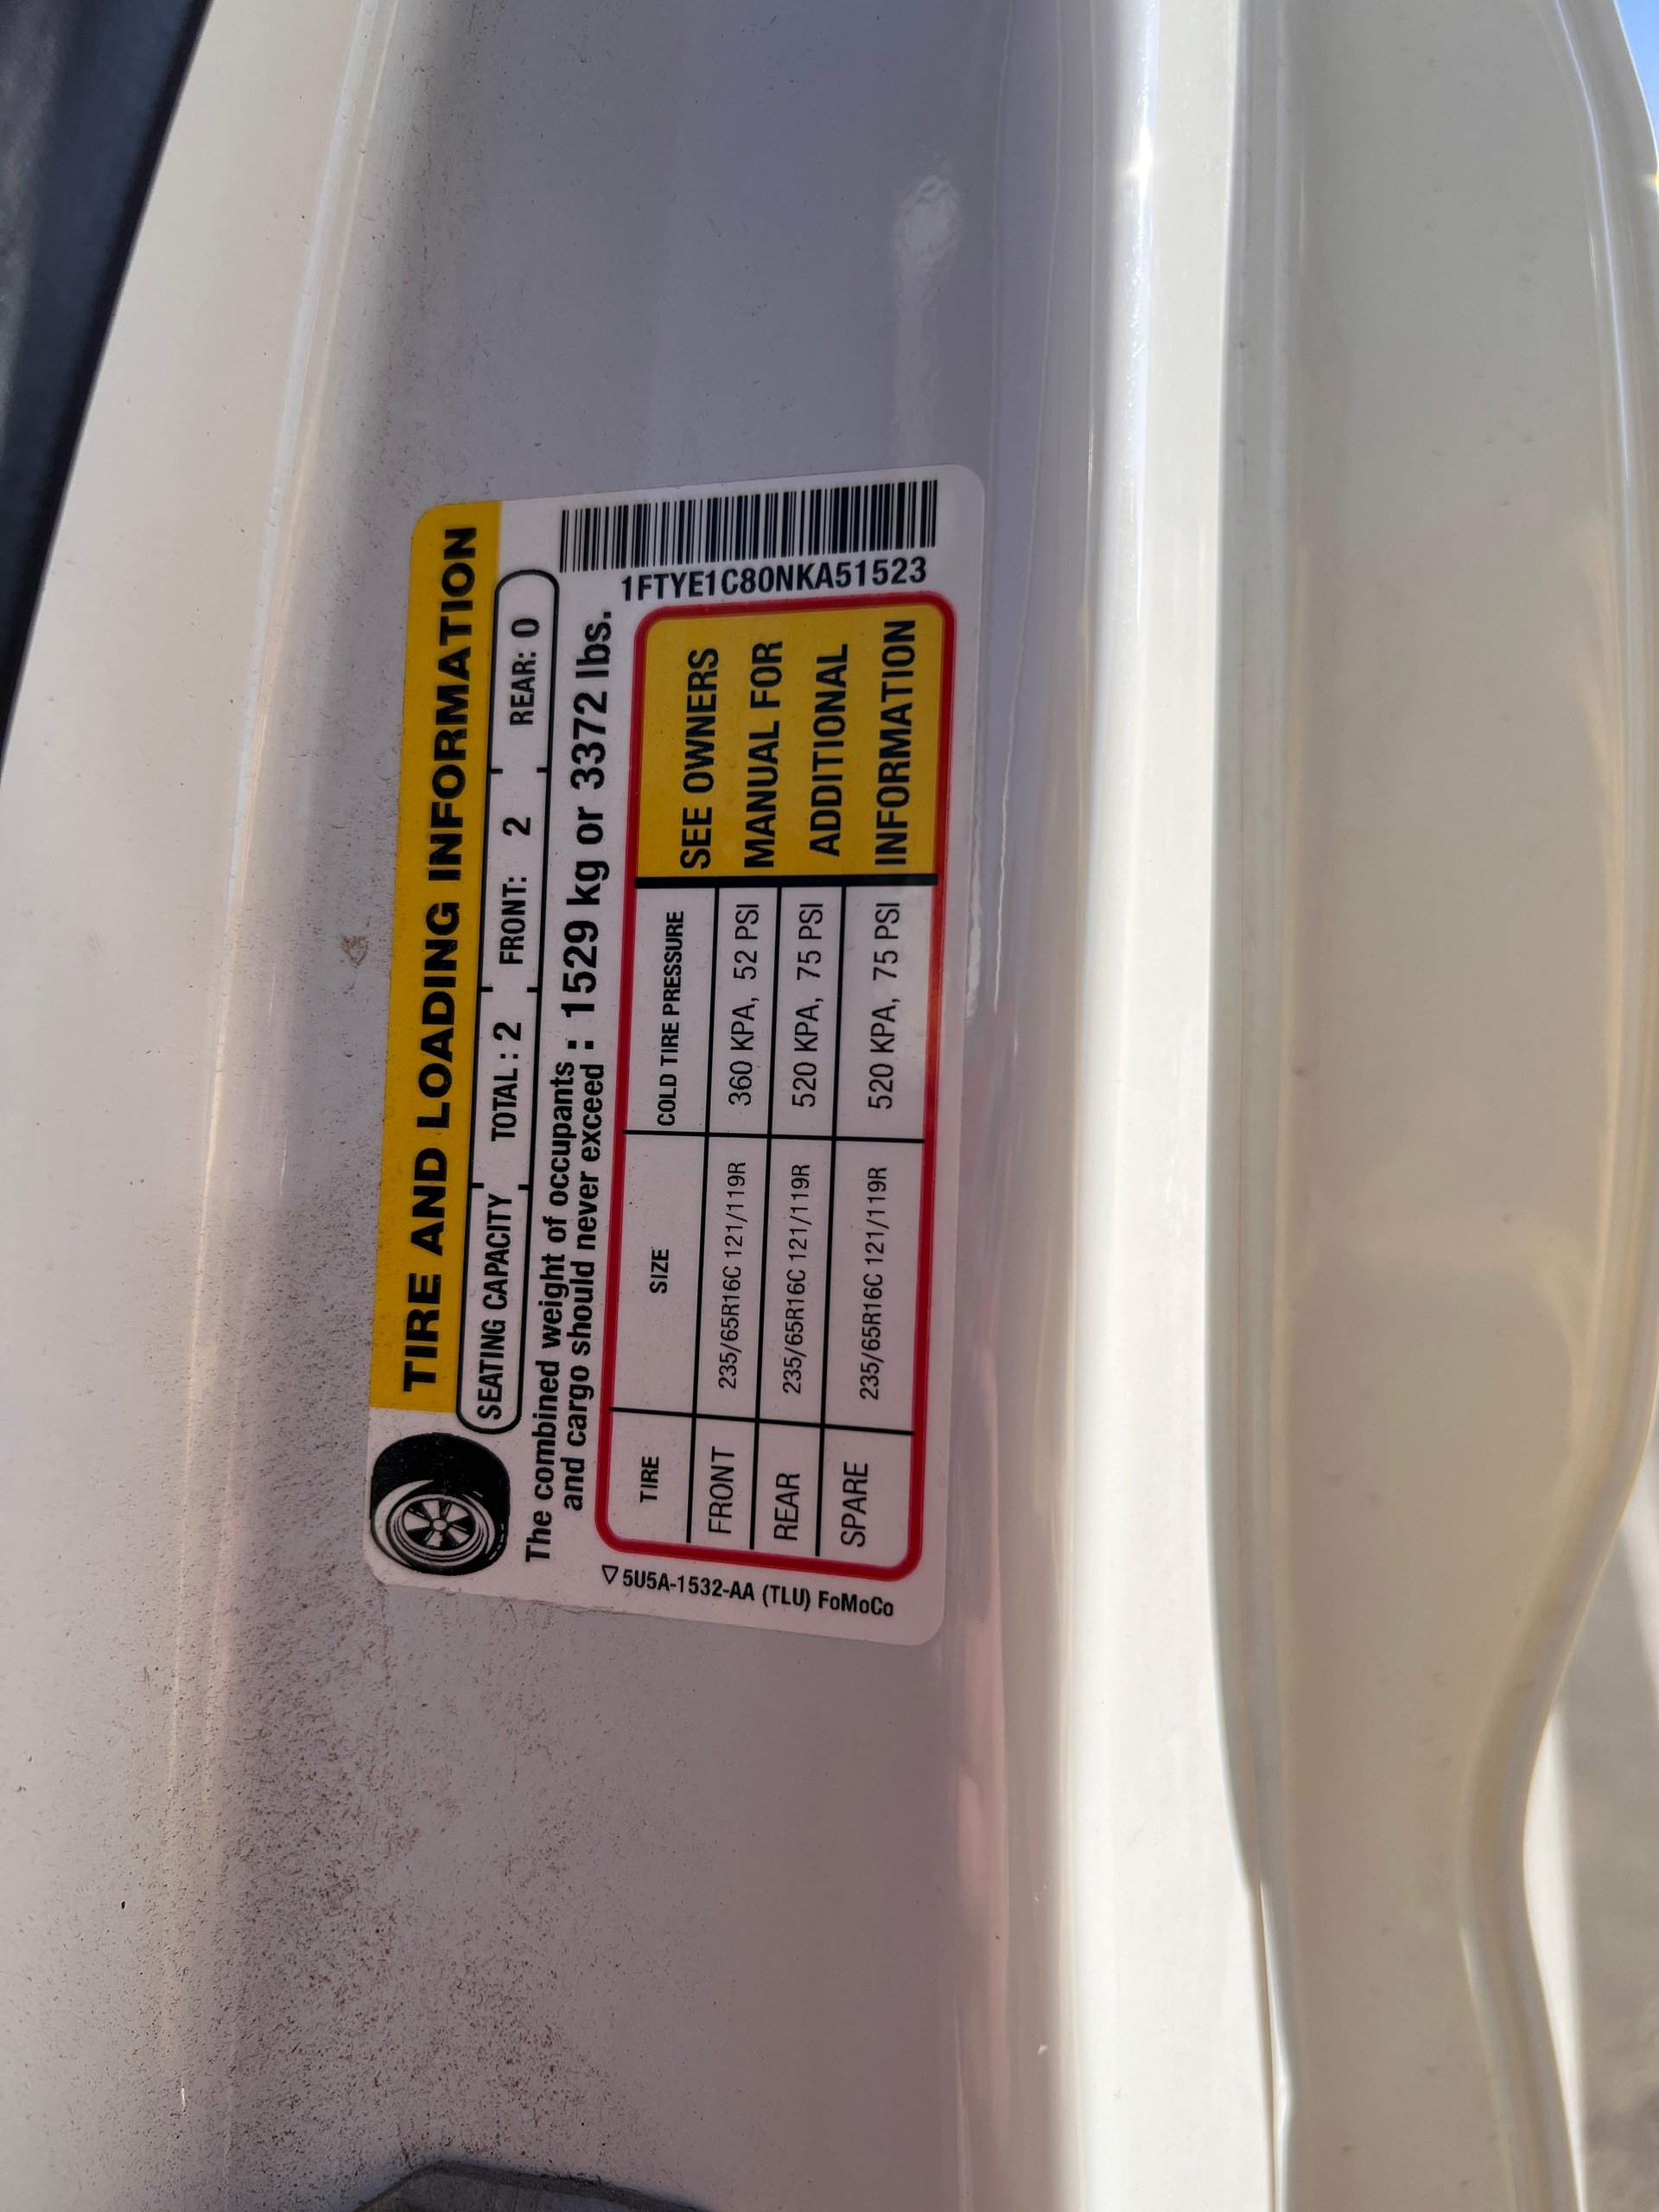 TIRE AND LOADING INFORMATION
SEATING CAPACITY TOTAL : 2 FRONT: 2 REAR: 0
The combined weight of occupants
and cargo should never exceed : 1529 kg or 3372 lbs.
TIRE SIZE COLD TIRE PRESSURE
FRONT 235/65R16C 121/119R 360 KPA, 52 PSI
REAR 235/65R16C 121/119R 520 KPA, 75 PSI
SPARE 235/65R16C 121/119R 520 KPA, 75 PSI
SEE OWNERS
MANUAL FOR
ADDITIONAL
INFORMATION
1FTYE1C80NKA51523
5U5A-1532-AA (TLU) FoMoCo